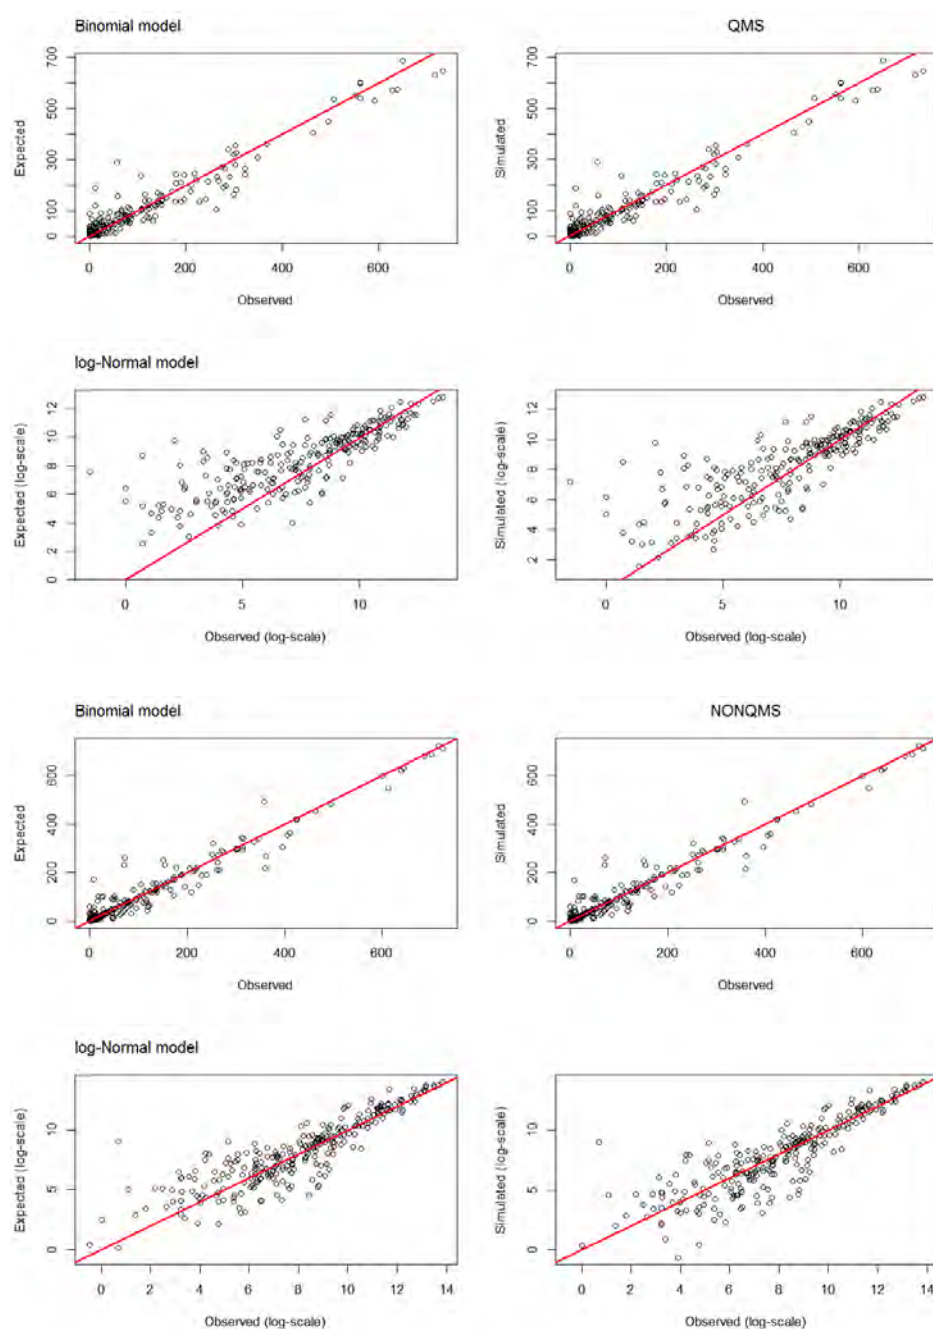 Binomial model
QMS
700
500
300
100
0
Expected
0 200 400 600
Observed
700
500
300
100
0
Simulated
0 200 400 600
Observed
log-Normal model
12
10
8
6
4
2
0
Expected (log-scale)
0 5 10
Observed (log-scale)
12
10
8
6
4
2
Simulated (log-scale)
0 5 10
Observed (log-scale)
Binomial model
NONQMS
600
400
200
0
Expected
0 200 400 600
Observed
600
400
200
0
Simulated
0 200 400 600
Observed
log-Normal model
10
5
0
Expected (log-scale)
0 2 4 6 8 10 12 14
Observed (log-scale)
10
5
0
Simulated (log-scale)
0 2 4 6 8 10 12 14
Observed (log-scale)